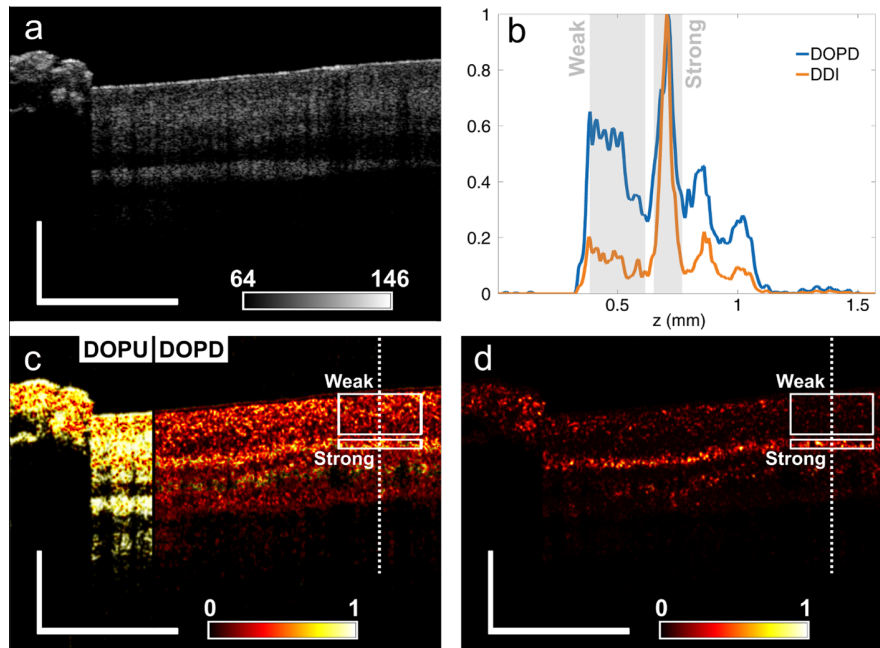 a
64 146
b
1
0.8
0.6
0.4
0.2
0
Weak
Strong
DOPD
DDI
0.5 1 1.5
z (mm)
c
DOPU DOPD
Weak
Strong
0 1
d
Weak
Strong
0 1